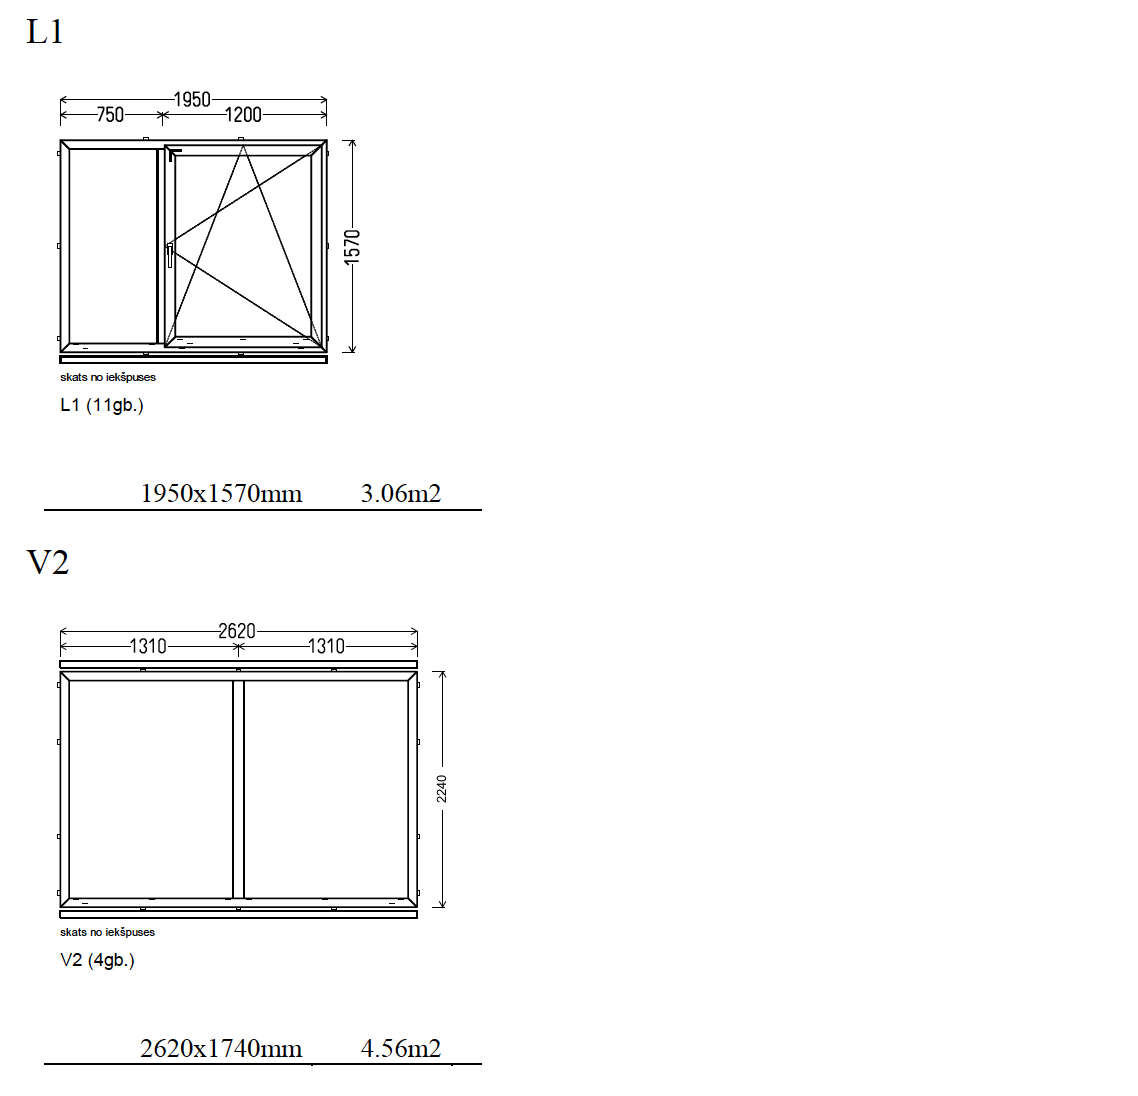 L1
1950
750
1200
1570
skats no iekšpuses
L1 (11gb.)
1950x1570mm 3.06m2
V2
2620
1310
1310
2240
skats no iekšpuses
V2 (4gb.)
2620x1740mm 4.56m2